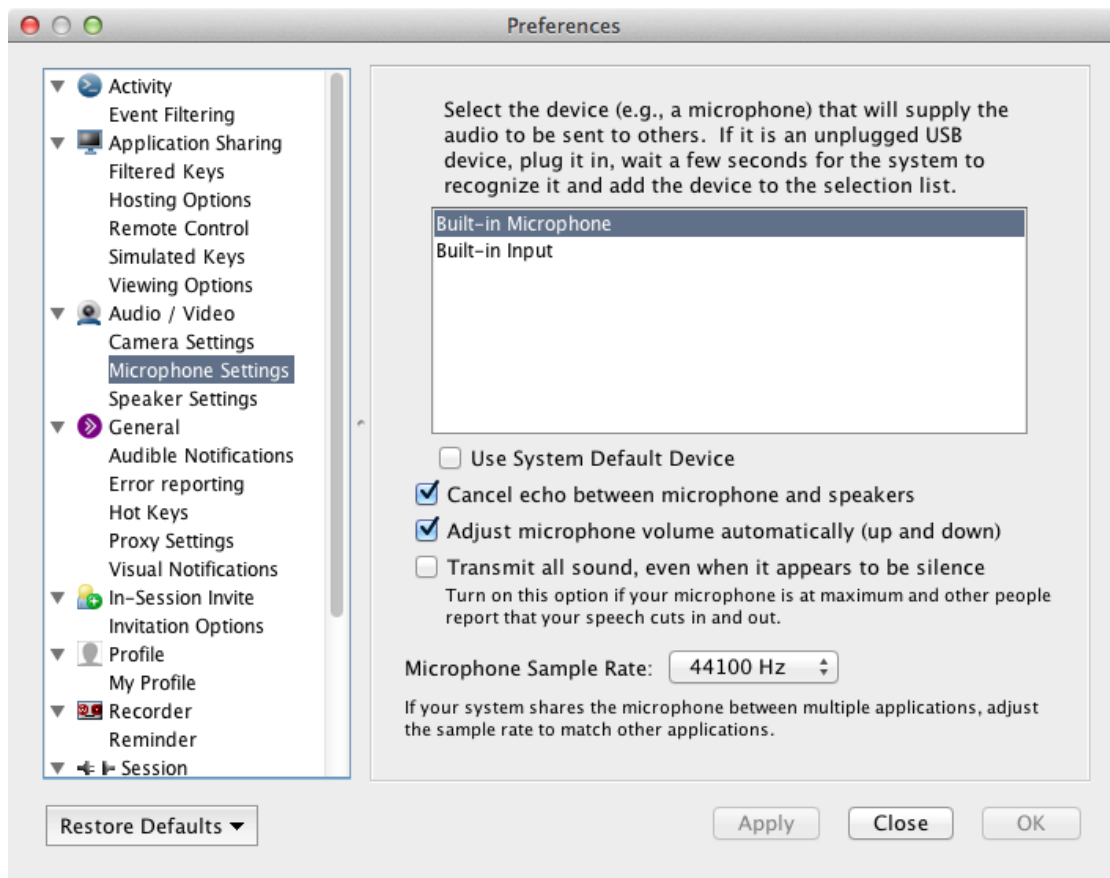 Preferences
Activity
Event Filtering
Application Sharing
Filtered Keys
Hosting Options
Remote Control
Simulated Keys
Viewing Options
Audio / Video
Camera Settings
Microphone Settings
Speaker Settings
General
Audible Notifications
Error reporting
Hot Keys
Proxy Settings
Visual Notifications
In-Session Invite
Invitation Options
Profile
My Profile
Recorder
Reminder
Session
Select the device (e.g., a microphone) that will supply the
audio to be sent to others.  If it is an unplugged USB
device, plug it in, wait a few seconds for the system to
recognize it and add the device to the selection list.
Built-in Microphone
Built-in Input
Use System Default Device
Cancel echo between microphone and speakers
Adjust microphone volume automatically (up and down)
Transmit all sound, even when it appears to be silence
Turn on this option if your microphone is at maximum and other people
report that your speech cuts in and out.
Microphone Sample Rate: 44100 Hz
If your system shares the microphone between multiple applications, adjust
the sample rate to match other applications.
Restore Defaults
Apply
Close
OK